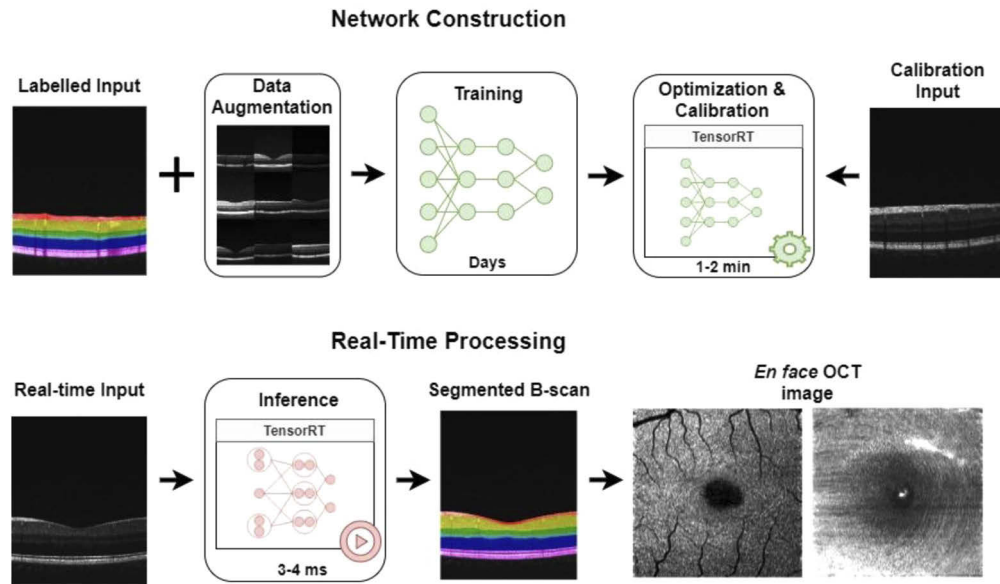 Network Construction
Labelled Input
Data
Augmentation
Training
Days
Optimization &
Calibration
TensorRT
1-2 min
Calibration
Input
Real-Time Processing
Real-time Input
Inference
TensorRT
3-4 ms
Segmented B-scan
En face OCT
image